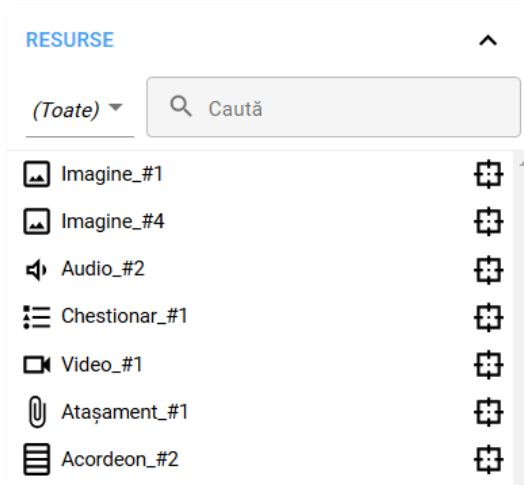 RESURSE
(Toate)
Caută
Imagine_#1
Imagine_#4
Audio_#2
Chestionar_#1
Video_#1
Atașament_#1
Acordeon_#2